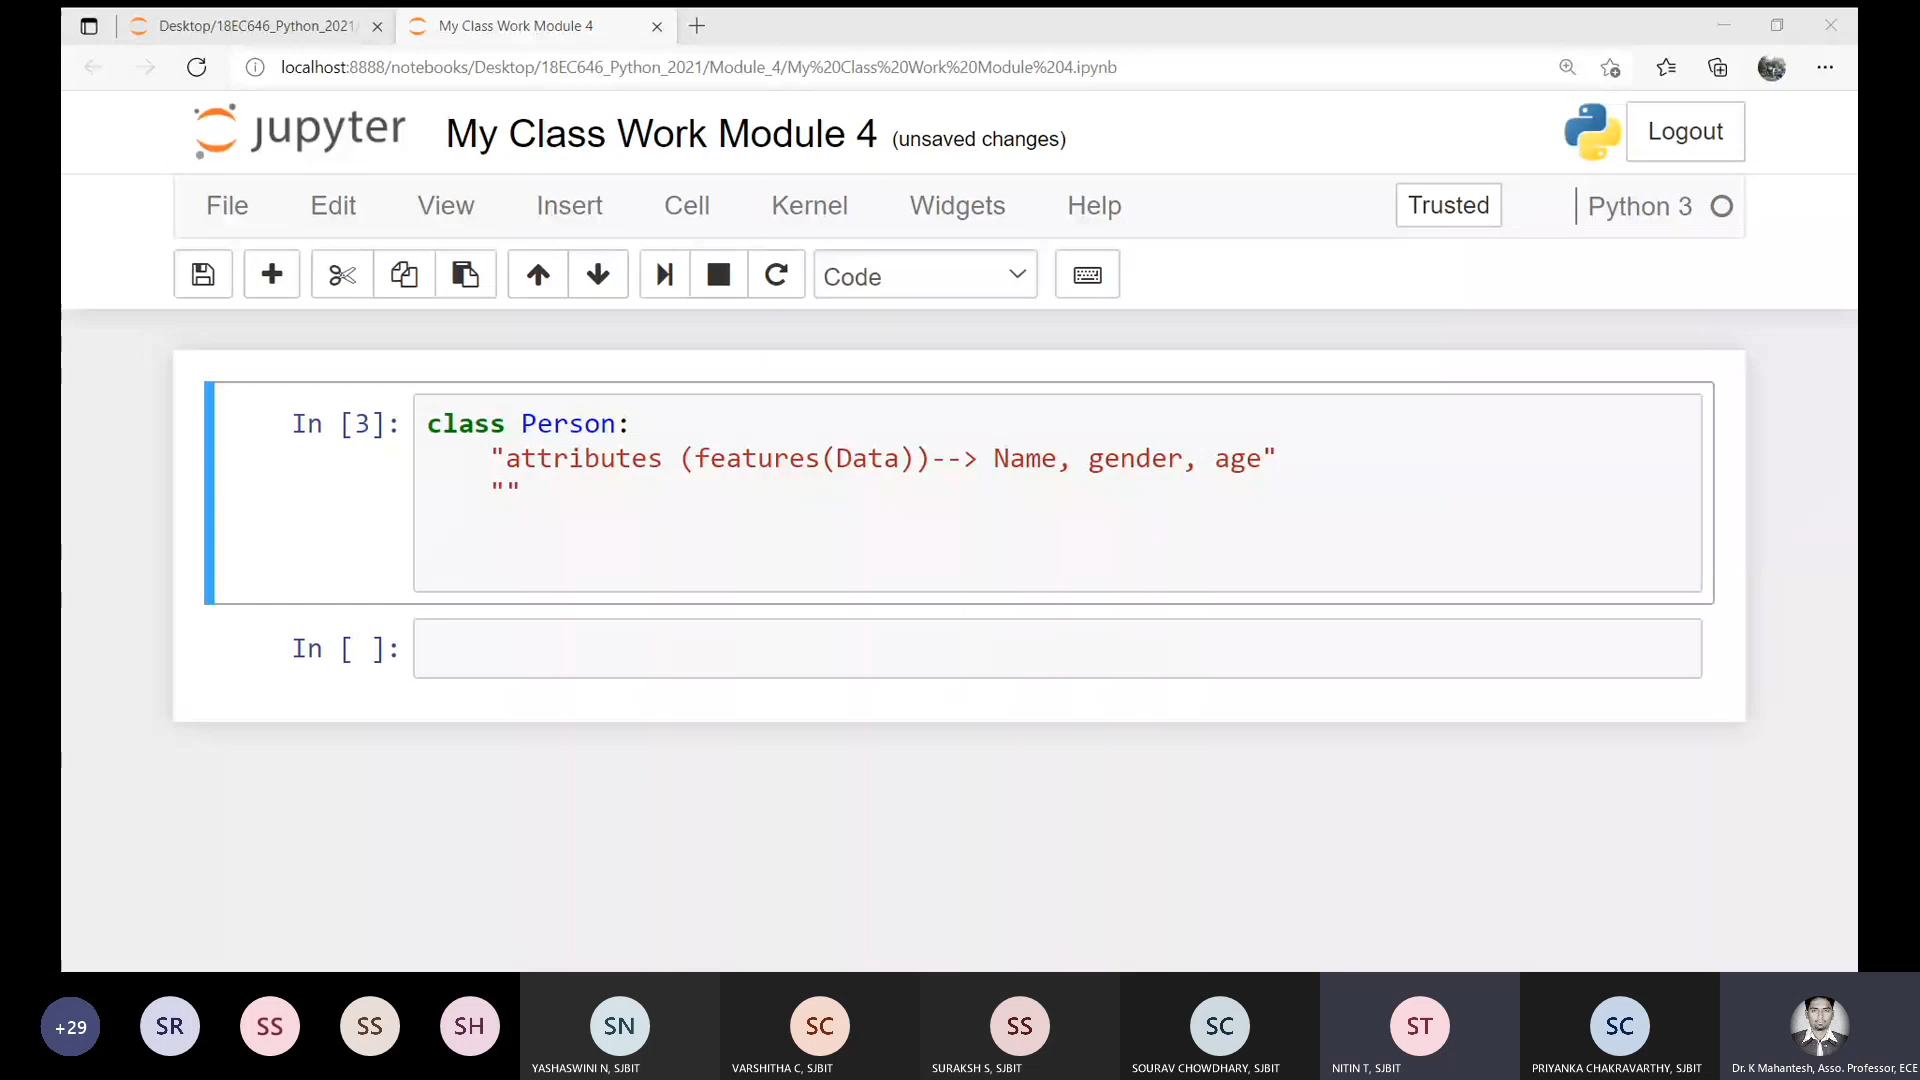 Desktop/18EC646_Python_2021/
My Class Work Module 4
localhost:8888/notebooks/Desktop/18EC646_Python_2021/Module_4/My%20Class%20Work%20Module%204.ipynb
jupyter My Class Work Module 4 (unsaved changes) Logout
File Edit View Insert Cell Kernel Widgets Help Trusted Python 3
Code
In [3]: class Person:
"attributes (features(Data))--> Name, gender, age"
""
In [ ]:
+29 SR SS SS SH SN SC SS SC ST SC
YASHASWINI N, SJBIT VARSHITHA C, SJBIT SURAKSH S, SJBIT SOURAV CHOWDHARY, SJBIT NITIN T, SJBIT PRIYANKA CHAKRAVARTHY, SJBIT Dr. K Mahantesh, Asso. Professor, ECE